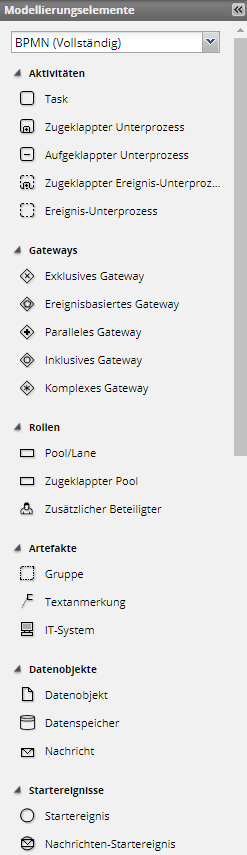 Modellierungselemente
BPMN (Vollständig)
Aktivitäten
Task
Zugeklappter Unterprozess
Aufgeklappter Unterprozess
Zugeklappter Ereignis-Unterproz...
Ereignis-Unterprozess
Gateways
Exklusives Gateway
Ereignisbasiertes Gateway
Paralleles Gateway
Inklusives Gateway
Komplexes Gateway
Rollen
Pool/Lane
Zugeklappter Pool
Zusätzlicher Beteiligter
Artefakte
Gruppe
Textanmerkung
IT-System
Datenobjekte
Datenobjekt
Datenspeicher
Nachricht
Startereignisse
Startereignis
Nachrichten-Startereignis